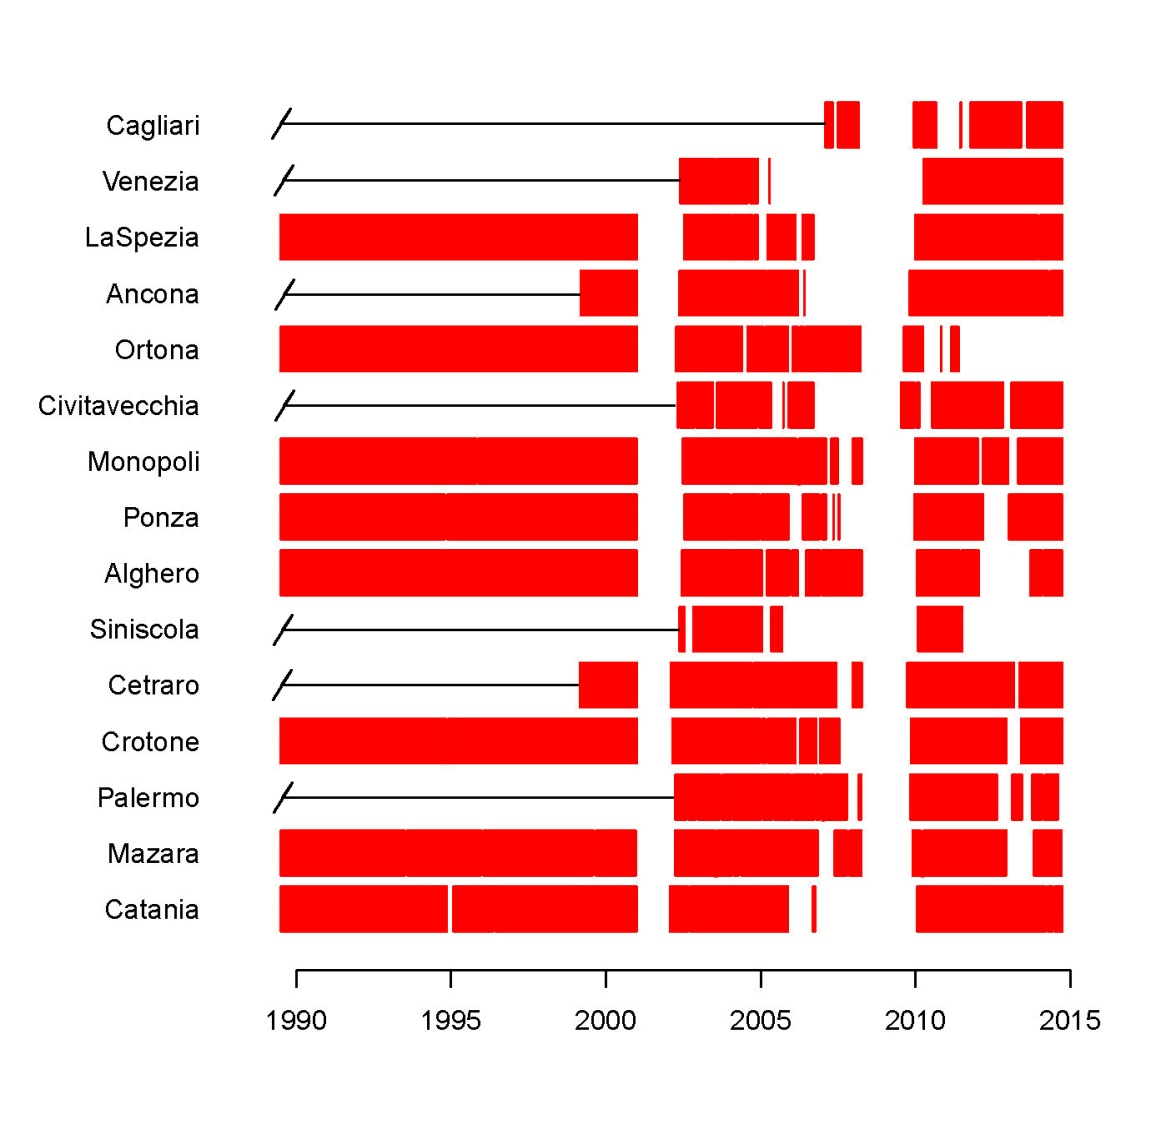 Cagliari
Venezia
LaSpezia
Ancona
Ortona
Civitavecchia
Monopoli
Ponza
Alghero
Siniscola
Cetraro
Crotone
Palermo
Mazara
Catania
1990 1995 2000 2005 2010 2015